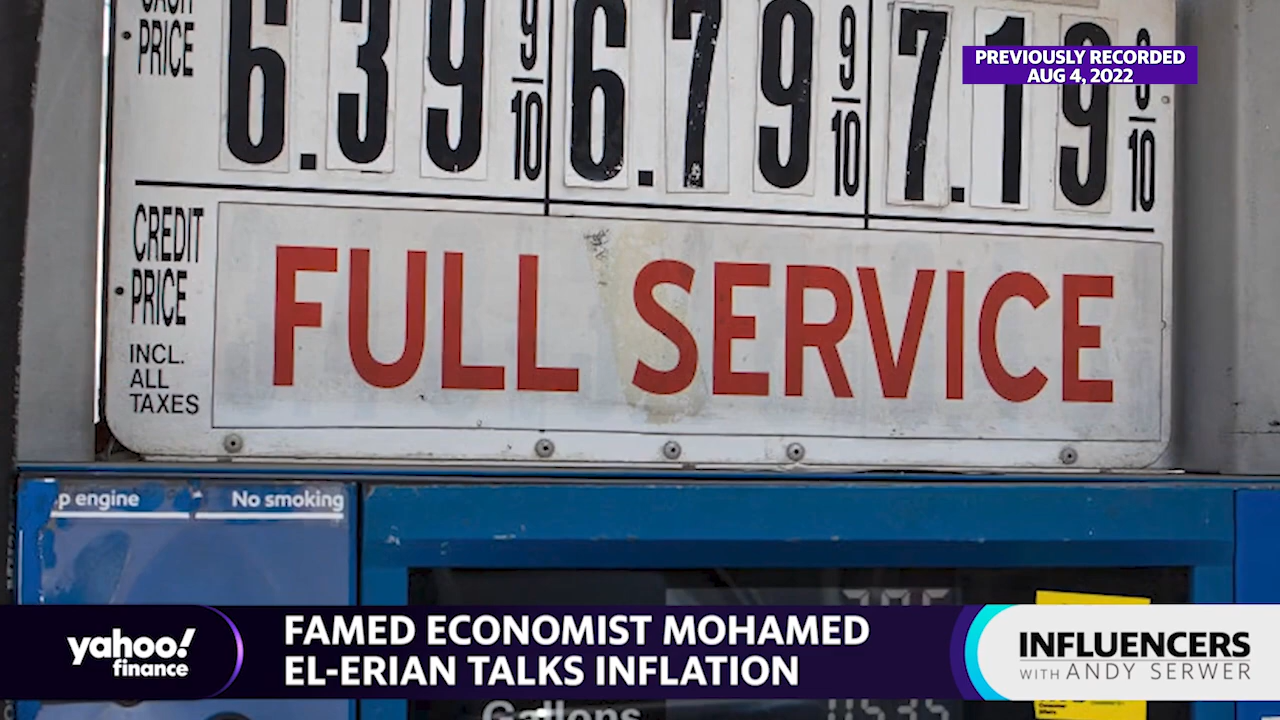 CASH
PRICE
6.39 9/10
6.79 9/10
7.19 9/10
PREVIOUSLY RECORDED
AUG 4, 2022
CREDIT
PRICE
INCL.
ALL
TAXES
FULL SERVICE
p engine
No smoking
yahoo!
finance
FAMED ECONOMIST MOHAMED
EL-ERIAN TALKS INFLATION
INFLUENCERS
WITH ANDY SERWER
Gallons